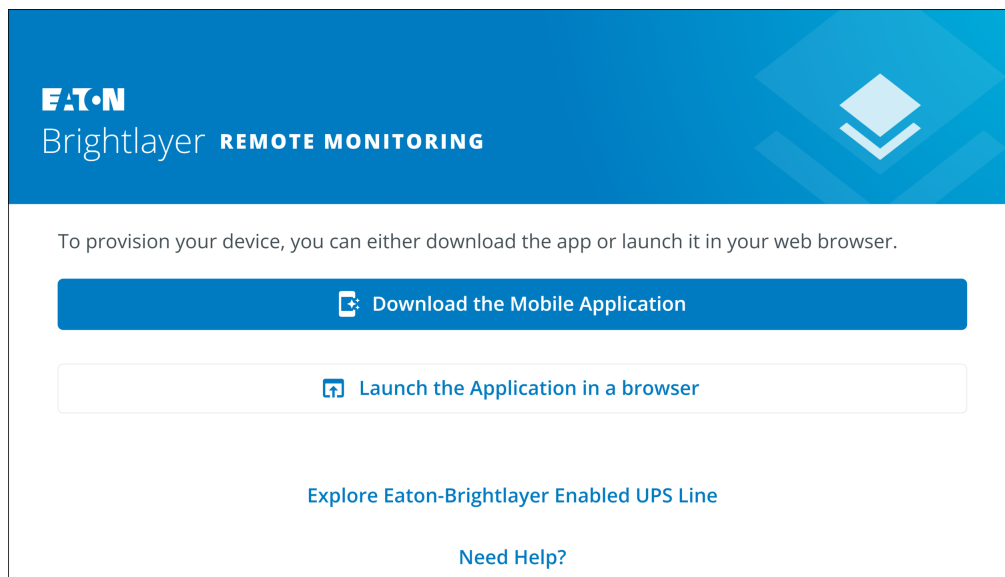 EATON
Brightlayer REMOTE MONITORING
To provision your device, you can either download the app or launch it in your web browser.
Download the Mobile Application
Launch the Application in a browser
Explore Eaton-Brightlayer Enabled UPS Line
Need Help?